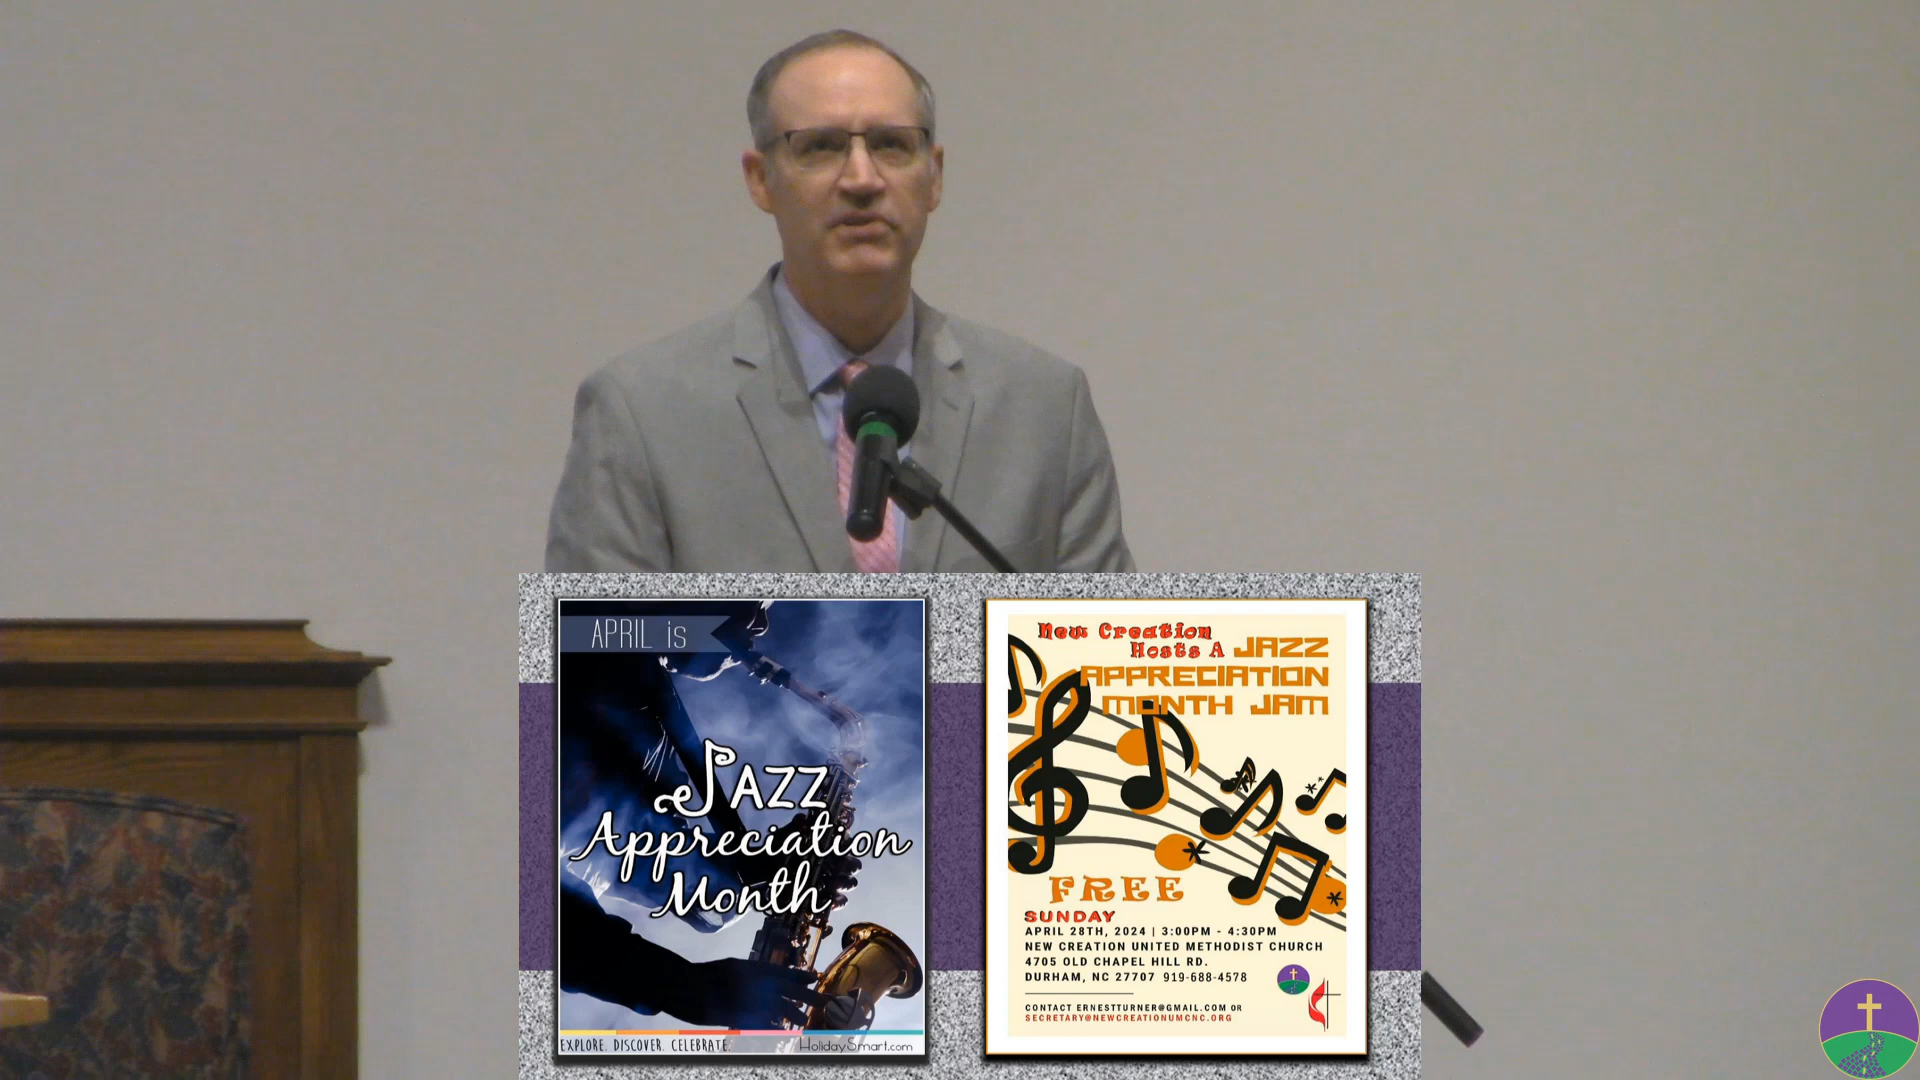 APRIL is
JAZZ
Appreciation
Month
EXPLORE. DISCOVER. CELEBRATE.
HolidaySmart.com
New Creation
Hosts A JAZZ
APPRECIATION
MONTH JAM
FREE
SUNDAY
APRIL 28TH, 2024 | 3:00PM - 4:30PM
NEW CREATION UNITED METHODIST CHURCH
4705 OLD CHAPEL HILL RD.
DURHAM, NC 27707 919-688-4578
CONTACT ERNESTTURNER@GMAIL.COM OR
SECRETARY@NEWCREATIONUMCNC.ORG